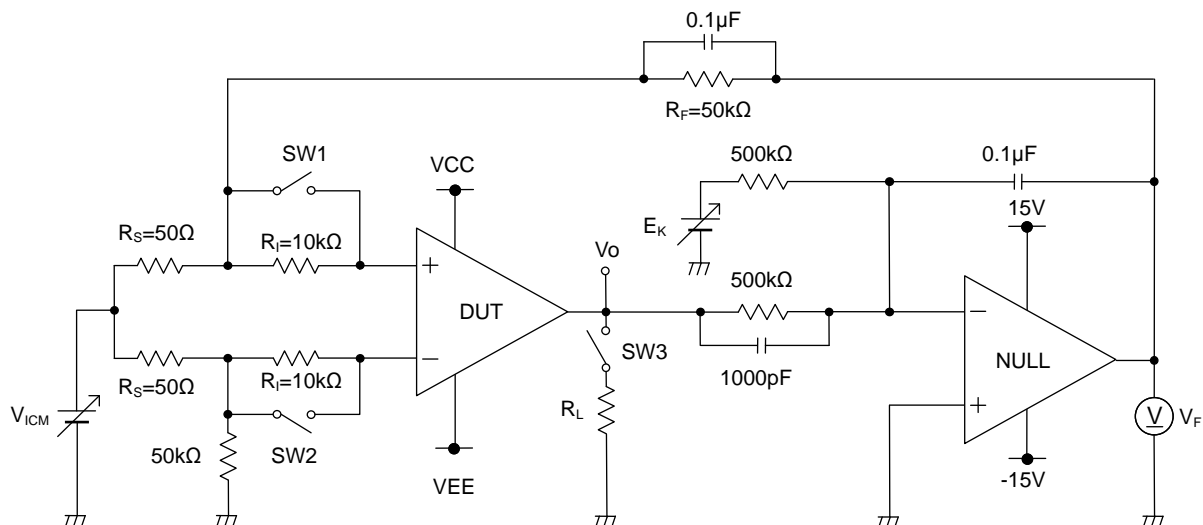 0.1μF
RF=50kΩ
SW1
VCC
500kΩ
0.1μF
15V
EK
RS=50Ω
RI=10kΩ
Vo
+
500kΩ
DUT
−
NULL
SW3
RS=50Ω
RI=10kΩ
−
1000pF
VICM
RL
+
V
VF
50kΩ
SW2
VEE
-15V